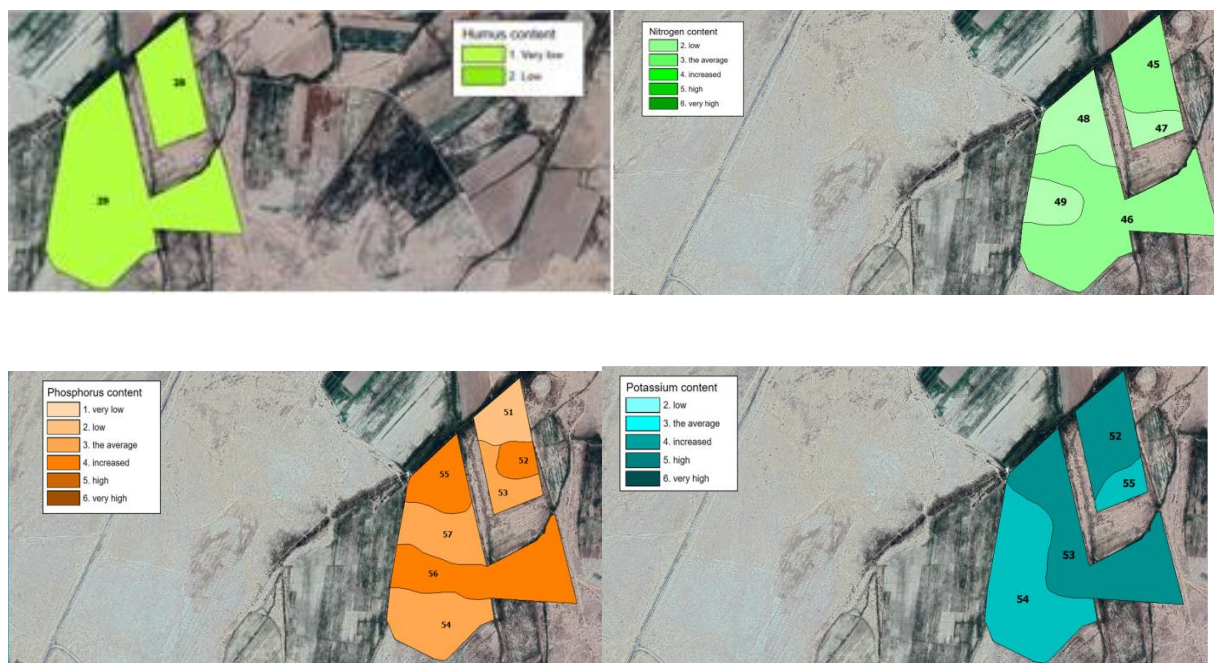 Humus content
1. Very low
2. Low
28
29
Nitrogen content
2. low
3. the average
4. increased
5. high
6. very high
45
48
47
49
46
Phosphorus content
1. very low
2. low
3. the average
4. increased
5. high
6. very high
51
52
55
53
57
56
54
Potassium content
2. low
3. the average
4. increased
5. high
6. very high
52
55
53
54